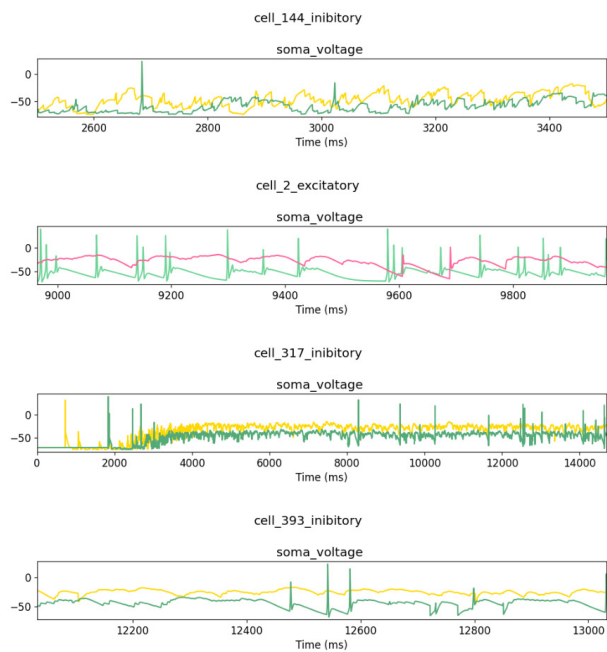 cell_144_inibitory
soma_voltage
0
−50
2600 2800 3000 3200 3400
Time (ms)
cell_2_excitatory
soma_voltage
0
−50
9000 9200 9400 9600 9800
Time (ms)
cell_317_inibitory
soma_voltage
0
−50
0 2000 4000 6000 8000 10000 12000 14000
Time (ms)
cell_393_inibitory
soma_voltage
0
−50
12200 12400 12600 12800 13000
Time (ms)